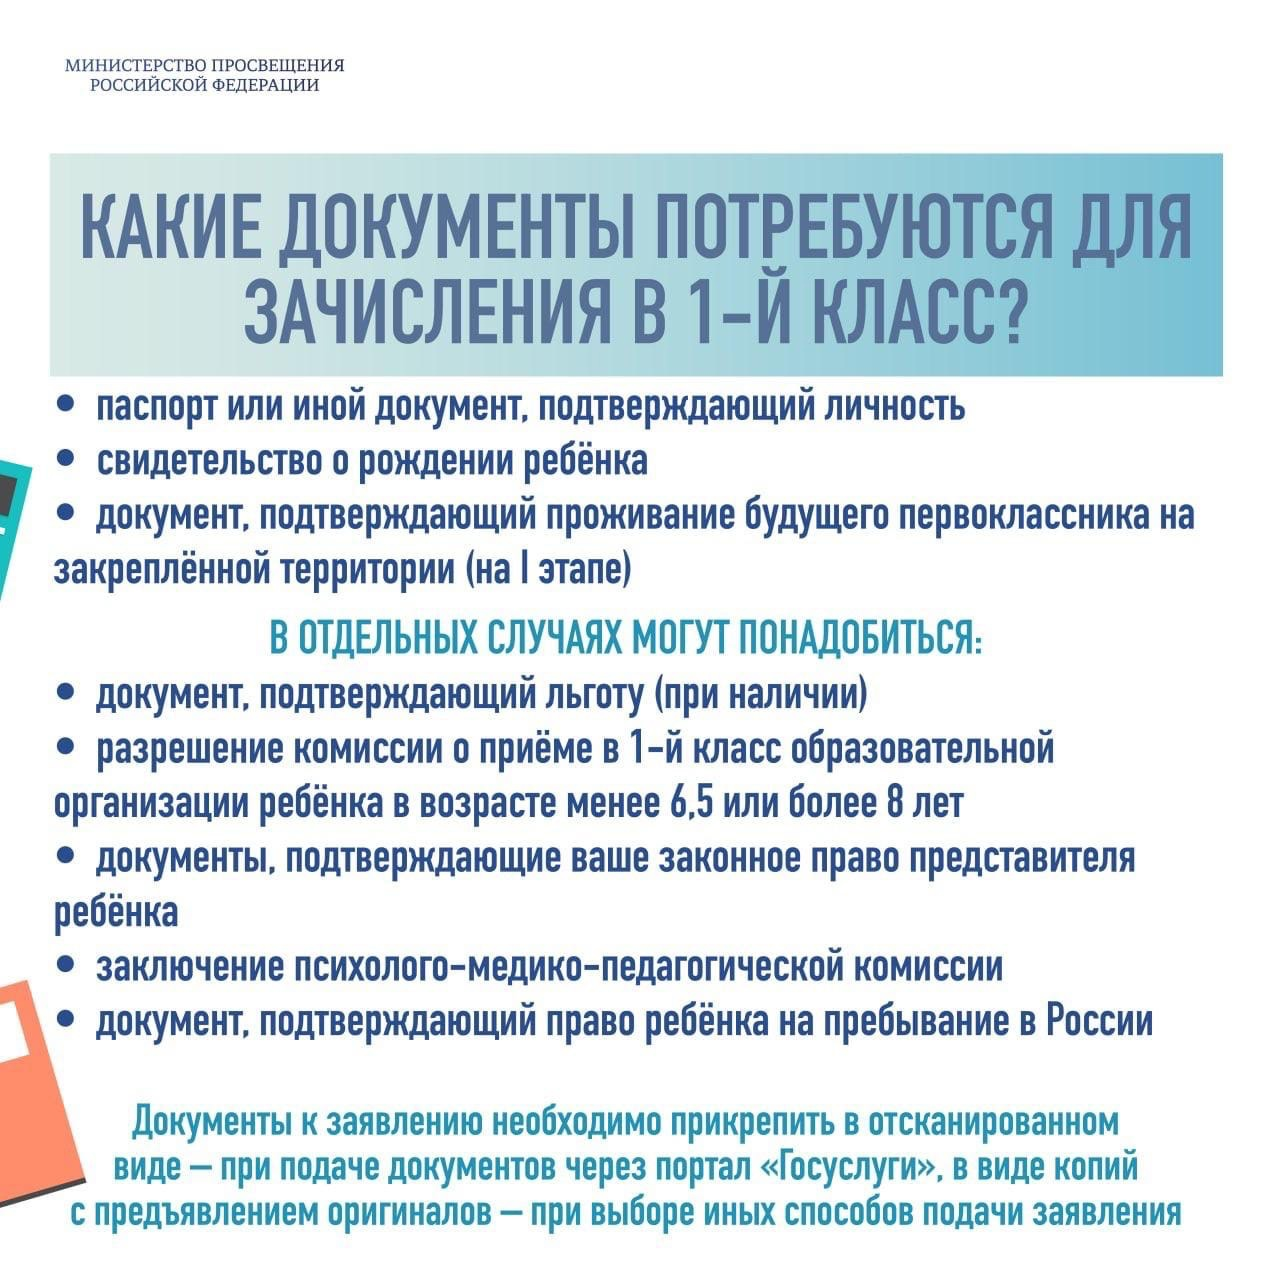 МИНИСТЕРСТВО ПРОСВЕЩЕНИЯ
РОССИЙСКОЙ ФЕДЕРАЦИИ
КАКИЕ ДОКУМЕНТЫ ПОТРЕБУЮТСЯ ДЛЯ
ЗАЧИСЛЕНИЯ В 1-Й КЛАСС?
• паспорт или иной документ, подтверждающий личность
• свидетельство о рождении ребёнка
• документ, подтверждающий проживание будущего первоклассника на
закреплённой территории (на I этапе)
В ОТДЕЛЬНЫХ СЛУЧАЯХ МОГУТ ПОНАДОБИТЬСЯ:
• документ, подтверждающий льготу (при наличии)
• разрешение комиссии о приёме в 1-й класс образовательной
организации ребёнка в возрасте менее 6,5 или более 8 лет
• документы, подтверждающие ваше законное право представителя
ребёнка
• заключение психолого-медико-педагогической комиссии
• документ, подтверждающий право ребёнка на пребывание в России
Документы к заявлению необходимо прикрепить в отсканированном
виде — при подаче документов через портал «Госуслуги», в виде копий
с предъявлением оригиналов — при выборе иных способов подачи заявления